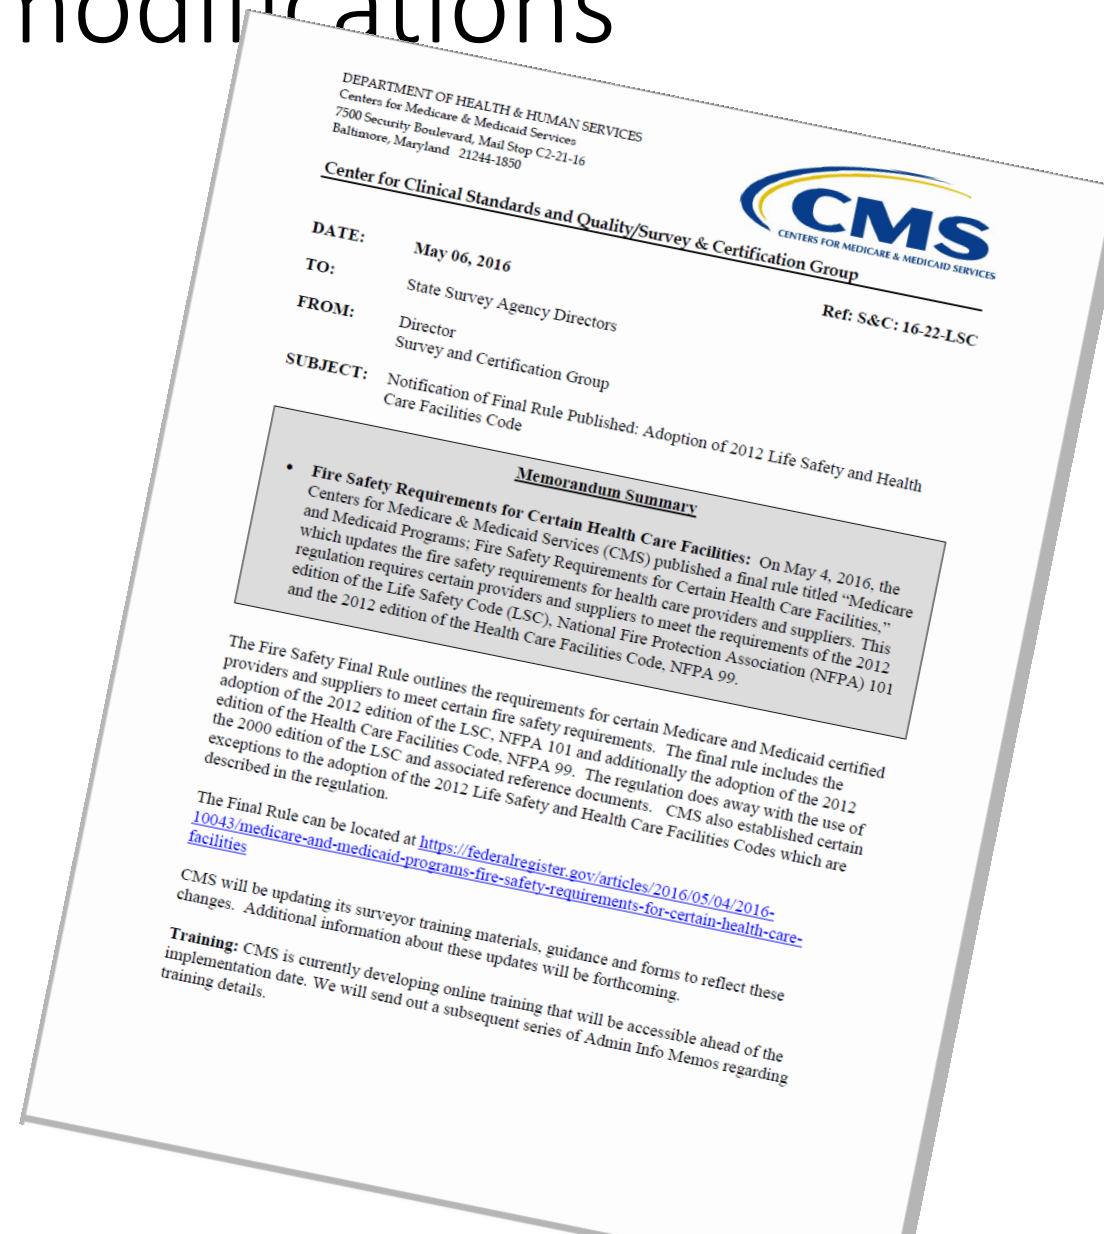 modifications
DEPARTMENT OF HEALTH & HUMAN SERVICES
Centers for Medicare & Medicaid Services
7500 Security Boulevard, Mail Stop C2-21-16
Baltimore, Maryland 21244-1850
CMS
CENTERS FOR MEDICARE & MEDICAID SERVICES
Center for Clinical Standards and Quality/Survey & Certification Group
Ref: S&C: 16-22-LSC
DATE: May 06, 2016
TO: State Survey Agency Directors
FROM: Director
Survey and Certification Group
SUBJECT: Notification of Final Rule Published: Adoption of 2012 Life Safety and Health
Care Facilities Code
Memorandum Summary
• Fire Safety Requirements for Certain Health Care Facilities: On May 4, 2016, the
Centers for Medicare & Medicaid Services (CMS) published a final rule titled “Medicare
and Medicaid Programs; Fire Safety Requirements for Certain Health Care Facilities,”
which updates the fire safety requirements for health care providers and suppliers. This
regulation requires certain providers and suppliers to meet the requirements of the 2012
edition of the Life Safety Code (LSC), National Fire Protection Association (NFPA) 101
and the 2012 edition of the Health Care Facilities Code, NFPA 99.
The Fire Safety Final Rule outlines the requirements for certain Medicare and Medicaid certified
providers and suppliers to meet certain fire safety requirements. The final rule includes the
adoption of the 2012 edition of the LSC, NFPA 101 and additionally the adoption of the 2012
edition of the Health Care Facilities Code, NFPA 99. The regulation does away with the use of
the 2000 edition of the LSC and associated reference documents. CMS also established certain
exceptions to the adoption of the 2012 Life Safety and Health Care Facilities Codes which are
described in the regulation.
The Final Rule can be located at https://federalregister.gov/articles/2016/05/04/2016-
10043/medicare-and-medicaid-programs-fire-safety-requirements-for-certain-health-care-
facilities
CMS will be updating its surveyor training materials, guidance and forms to reflect these
changes. Additional information about these updates will be forthcoming.
Training: CMS is currently developing online training that will be accessible ahead of the
implementation date. We will send out a subsequent series of Admin Info Memos regarding
training details.